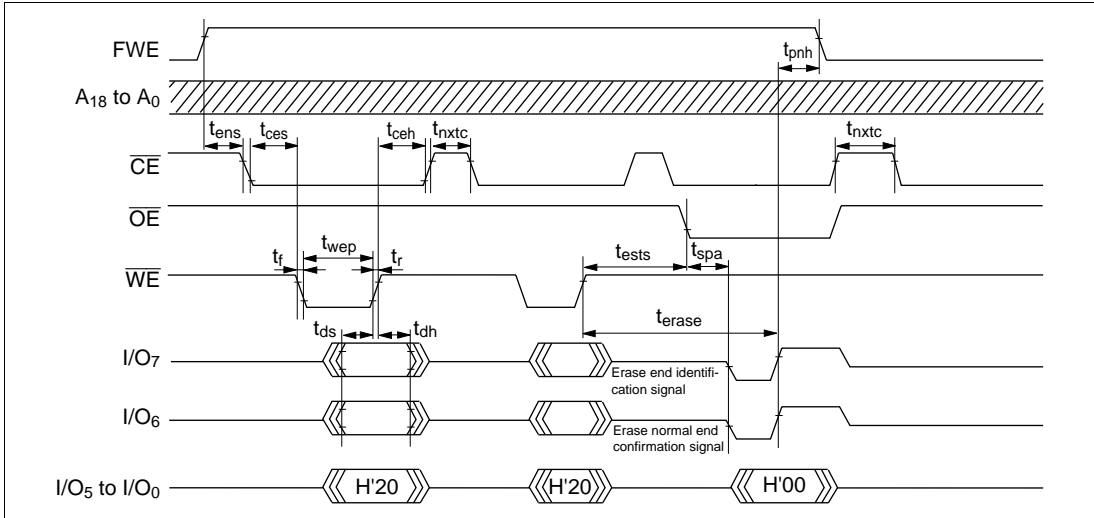 FWE
tpnh
A18 to A0
tens
tces
tceh
tnxtc
tnxtc
CE
OE
twep
tests
tspa
tf
tr
WE
terase
tds
tdh
I/O7
Erase end identifi-
cation signal
I/O6
Erase normal end
confirmation signal
I/O5 to I/O0
H'20
H'20
H'00